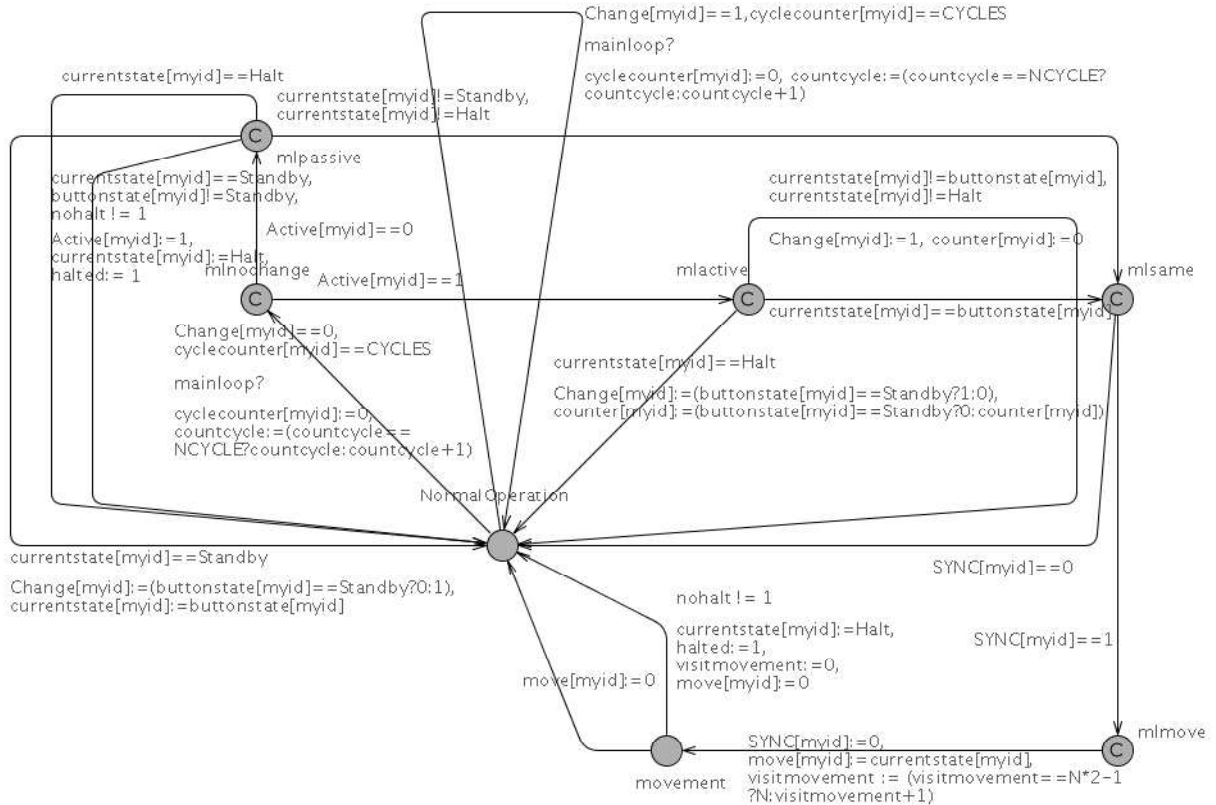 Change[myid]==1,cyclecounter[myid]==CYCLES
mainloop?
cyclecounter[myid]:=0, countcycle:=(countcycle==NCYCLE?
countcycle:countcycle+1)
currentstate[myid]==Halt
currentstate[myid]!=Standby,
currentstate[myid]!=Halt
C
mlpassive
currentstate[myid]==Standby,
buttonstate[myid]!=Standby,
nohalt != 1
Active[myid]:=1,
currentstate[myid]:=Halt,
halted:= 1
Active[myid]==0
mlnochange
C
Active[myid]==1
currentstate[myid]!=buttonstate[myid],
currentstate[myid]!=Halt
Change[myid]:=1, counter[myid]:=0
mlactive
C
mlsame
C
currentstate[myid]==buttonstate[myid]
Change[myid]==0,
cyclecounter[myid]==CYCLES
mainloop?
cyclecounter[myid]:=0,
countcycle:=(countcycle==
NCYCLE?countcycle:countcycle+1)
currentstate[myid]==Halt
Change[myid]:=(buttonstate[myid]==Standby?1:0),
counter[myid]:=(buttonstate[myid]==Standby?0:counter[myid])
NormalOperation
currentstate[myid]==Standby
Change[myid]:=(buttonstate[myid]==Standby?0:1),
currentstate[myid]:=buttonstate[myid]
SYNC[myid]==0
nohalt != 1
currentstate[myid]:=Halt,
halted:=1,
visitmovement:=0,
move[myid]:=0
SYNC[myid]==1
move[myid]:=0
movement
SYNC[myid]:=0,
move[myid]:=currentstate[myid],
visitmovement := (visitmovement==N*2-1
?N:visitmovement+1)
C
mlmove